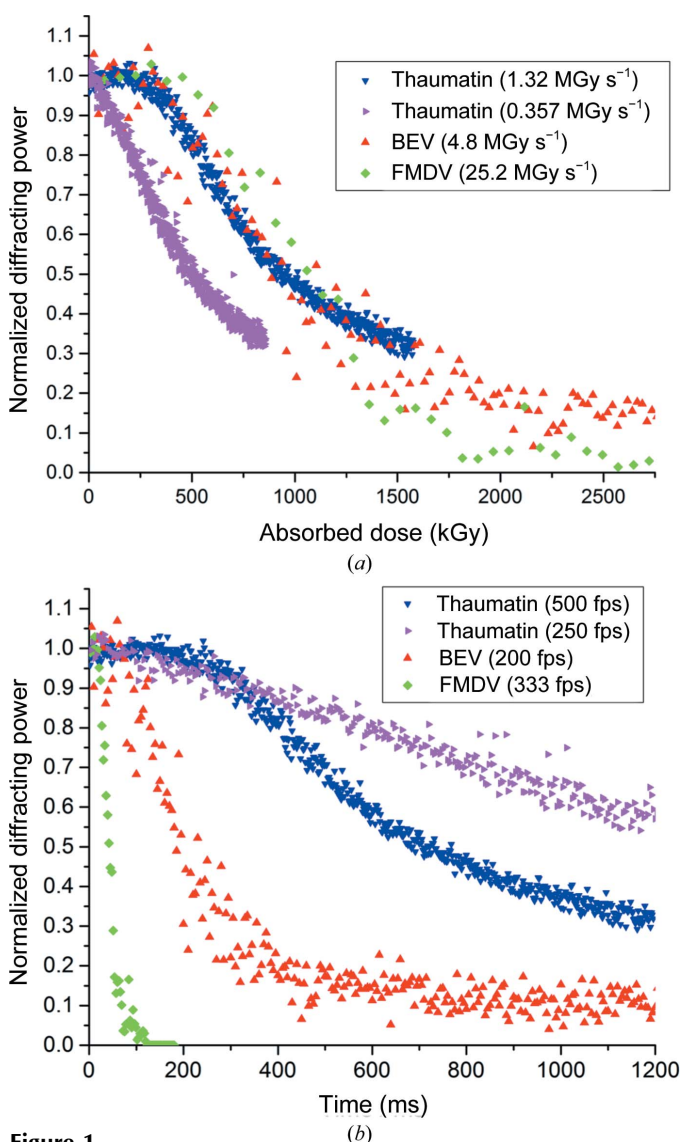 1.1
1.0
0.9
0.8
0.7
0.6
0.5
0.4
0.3
0.2
0.1
0.0
Normalized diffracting power
Thaumatin (1.32 MGy s⁻¹)
Thaumatin (0.357 MGy s⁻¹)
BEV (4.8 MGy s⁻¹)
FMDV (25.2 MGy s⁻¹)
0 500 1000 1500 2000 2500
Absorbed dose (kGy)
(a)
1.1
1.0
0.9
0.8
0.7
0.6
0.5
0.4
0.3
0.2
0.1
0.0
Normalized diffracting power
Thaumatin (500 fps)
Thaumatin (250 fps)
BEV (200 fps)
FMDV (333 fps)
0 200 400 600 800 1000 1200
Time (ms)
(b)
Figure 1